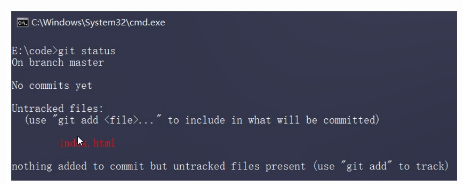 C:\Windows\System32\cmd.exe
E:\code>git status
On branch master
No commits yet
Untracked files:
(use "git add <file>..." to include in what will be committed)
index.html
nothing added to commit but untracked files present (use "git add" to track)